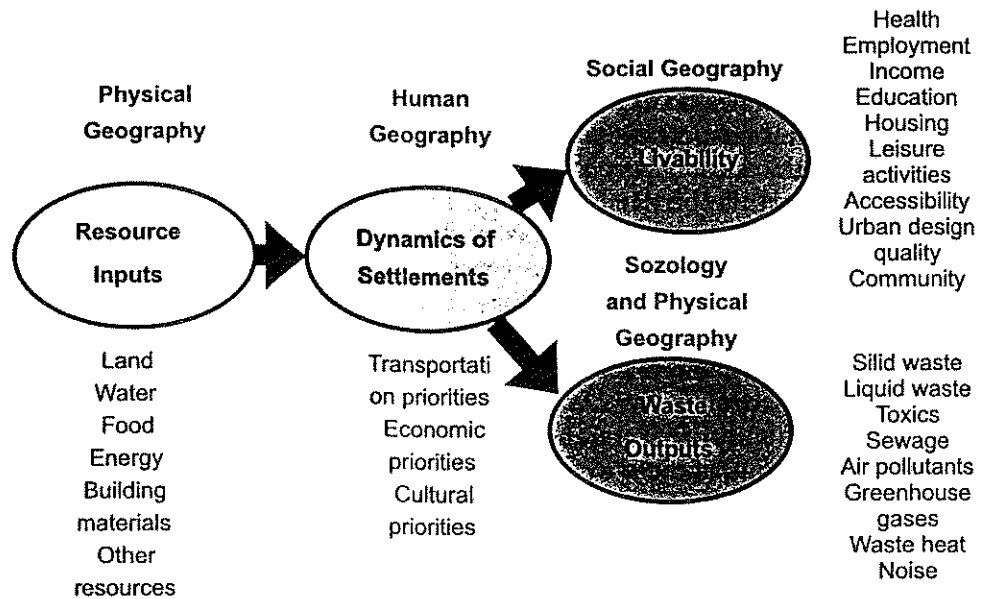 Physical
Geography
Resource
Inputs
Land
Water
Food
Energy
Building
materials
Other
resources
Human
Geography
Dynamics of
Settlements
Transportati
on priorities
Economic
priorities
Cultural
priorities
Social Geography
Livability
Health
Employment
Income
Education
Housing
Leisure
activities
Accessibility
Urban design
quality
Community
Sozology
and Physical
Geography
Waste
Outputs
Silid waste
Liquid waste
Toxics
Sewage
Air pollutants
Greenhouse
gases
Waste heat
Noise